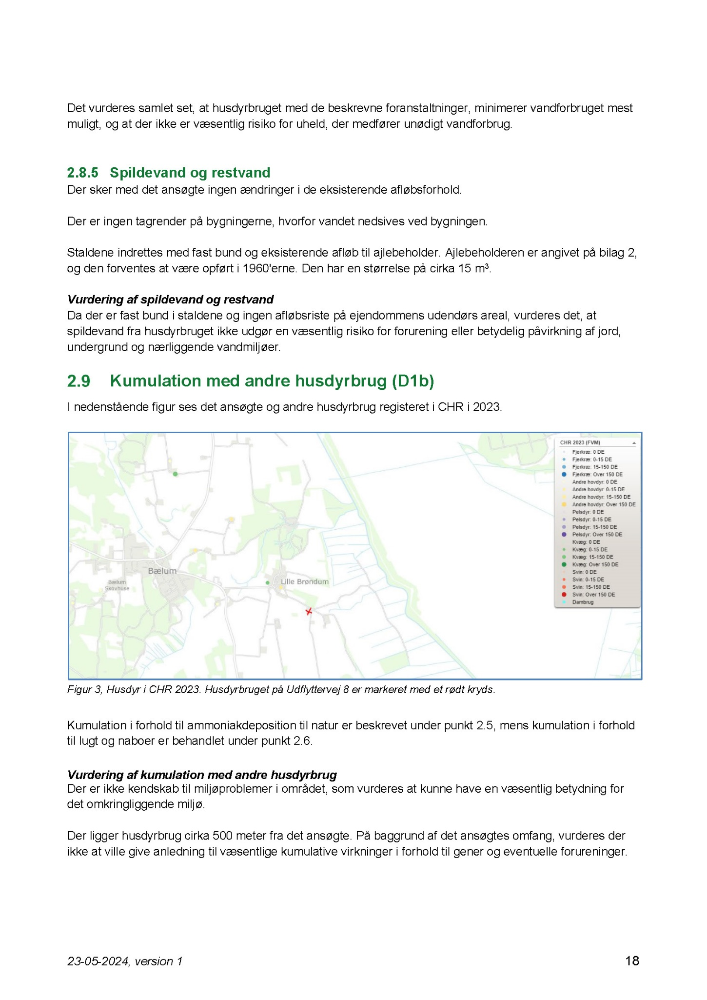 Det vurderes samlet set, at husdyrbruget med de beskrevne foranstaltninger, minimerer vandforbruget mest
muligt, og at der ikke er væsentlig risiko for uheld, der medfører unødigt vandforbrug.
2.8.5 Spildevand og restvand
Der sker med det ansøgte ingen ændringer i de eksisterende afløbsforhold.
Der er ingen tagrender på bygningerne, hvorfor vandet nedsives ved bygningen.
Staldene indrettes med fast bund og eksisterende afløb til ajlebeholder. Ajlebeholderen er angivet på bilag 2,
og den forventes at være opført i 1960'erne. Den har en størrelse på cirka 15 m³.
Vurdering af spildevand og restvand
Da der er fast bund i staldene og ingen afløbsriste på ejendommens udendørs areal, vurderes det, at
spildevand fra husdyrbruget ikke udgør en væsentlig risiko for forurening eller betydelig påvirkning af jord,
undergrund og nærliggende vandmiljøer.
2.9 Kumulation med andre husdyrbrug (D1b)
I nedenstående figur ses det ansøgte og andre husdyrbrug registeret i CHR i 2023.
CHR 2023 (FVM)
Fjerkræ: 0 DE
Fjerkræ: 0-15 DE
Fjerkræ: 15-150 DE
Fjerkræ: Over 150 DE
Andre hovdyr: 0 DE
Andre hovdyr: 0-15 DE
Andre hovdyr: 15-150 DE
Andre hovdyr: Over 150 DE
Pelsdyr: 0 DE
Pelsdyr: 0-15 DE
Pelsdyr: 15-150 DE
Pelsdyr: Over 150 DE
Kvæg: 0 DE
Kvæg: 0-15 DE
Kvæg: 15-150 DE
Kvæg: Over 150 DE
Svin: 0 DE
Svin: 0-15 DE
Svin: 15-150 DE
Svin: Over 150 DE
Dambrug
Bælum
Bælum
Skovhuse
Lille Brøndum
Figur 3, Husdyr i CHR 2023. Husdyrbruget på Udflyttervej 8 er markeret med et rødt kryds.
Kumulation i forhold til ammoniakdeposition til natur er beskrevet under punkt 2.5, mens kumulation i forhold
til lugt og naboer er behandlet under punkt 2.6.
Vurdering af kumulation med andre husdyrbrug
Der er ikke kendskab til miljøproblemer i området, som vurderes at kunne have en væsentlig betydning for
det omkringliggende miljø.
Der ligger husdyrbrug cirka 500 meter fra det ansøgte. På baggrund af det ansøgtes omfang, vurderes der
ikke at ville give anledning til væsentlige kumulative virkninger i forhold til gener og eventuelle forureninger.
23-05-2024, version 1
18